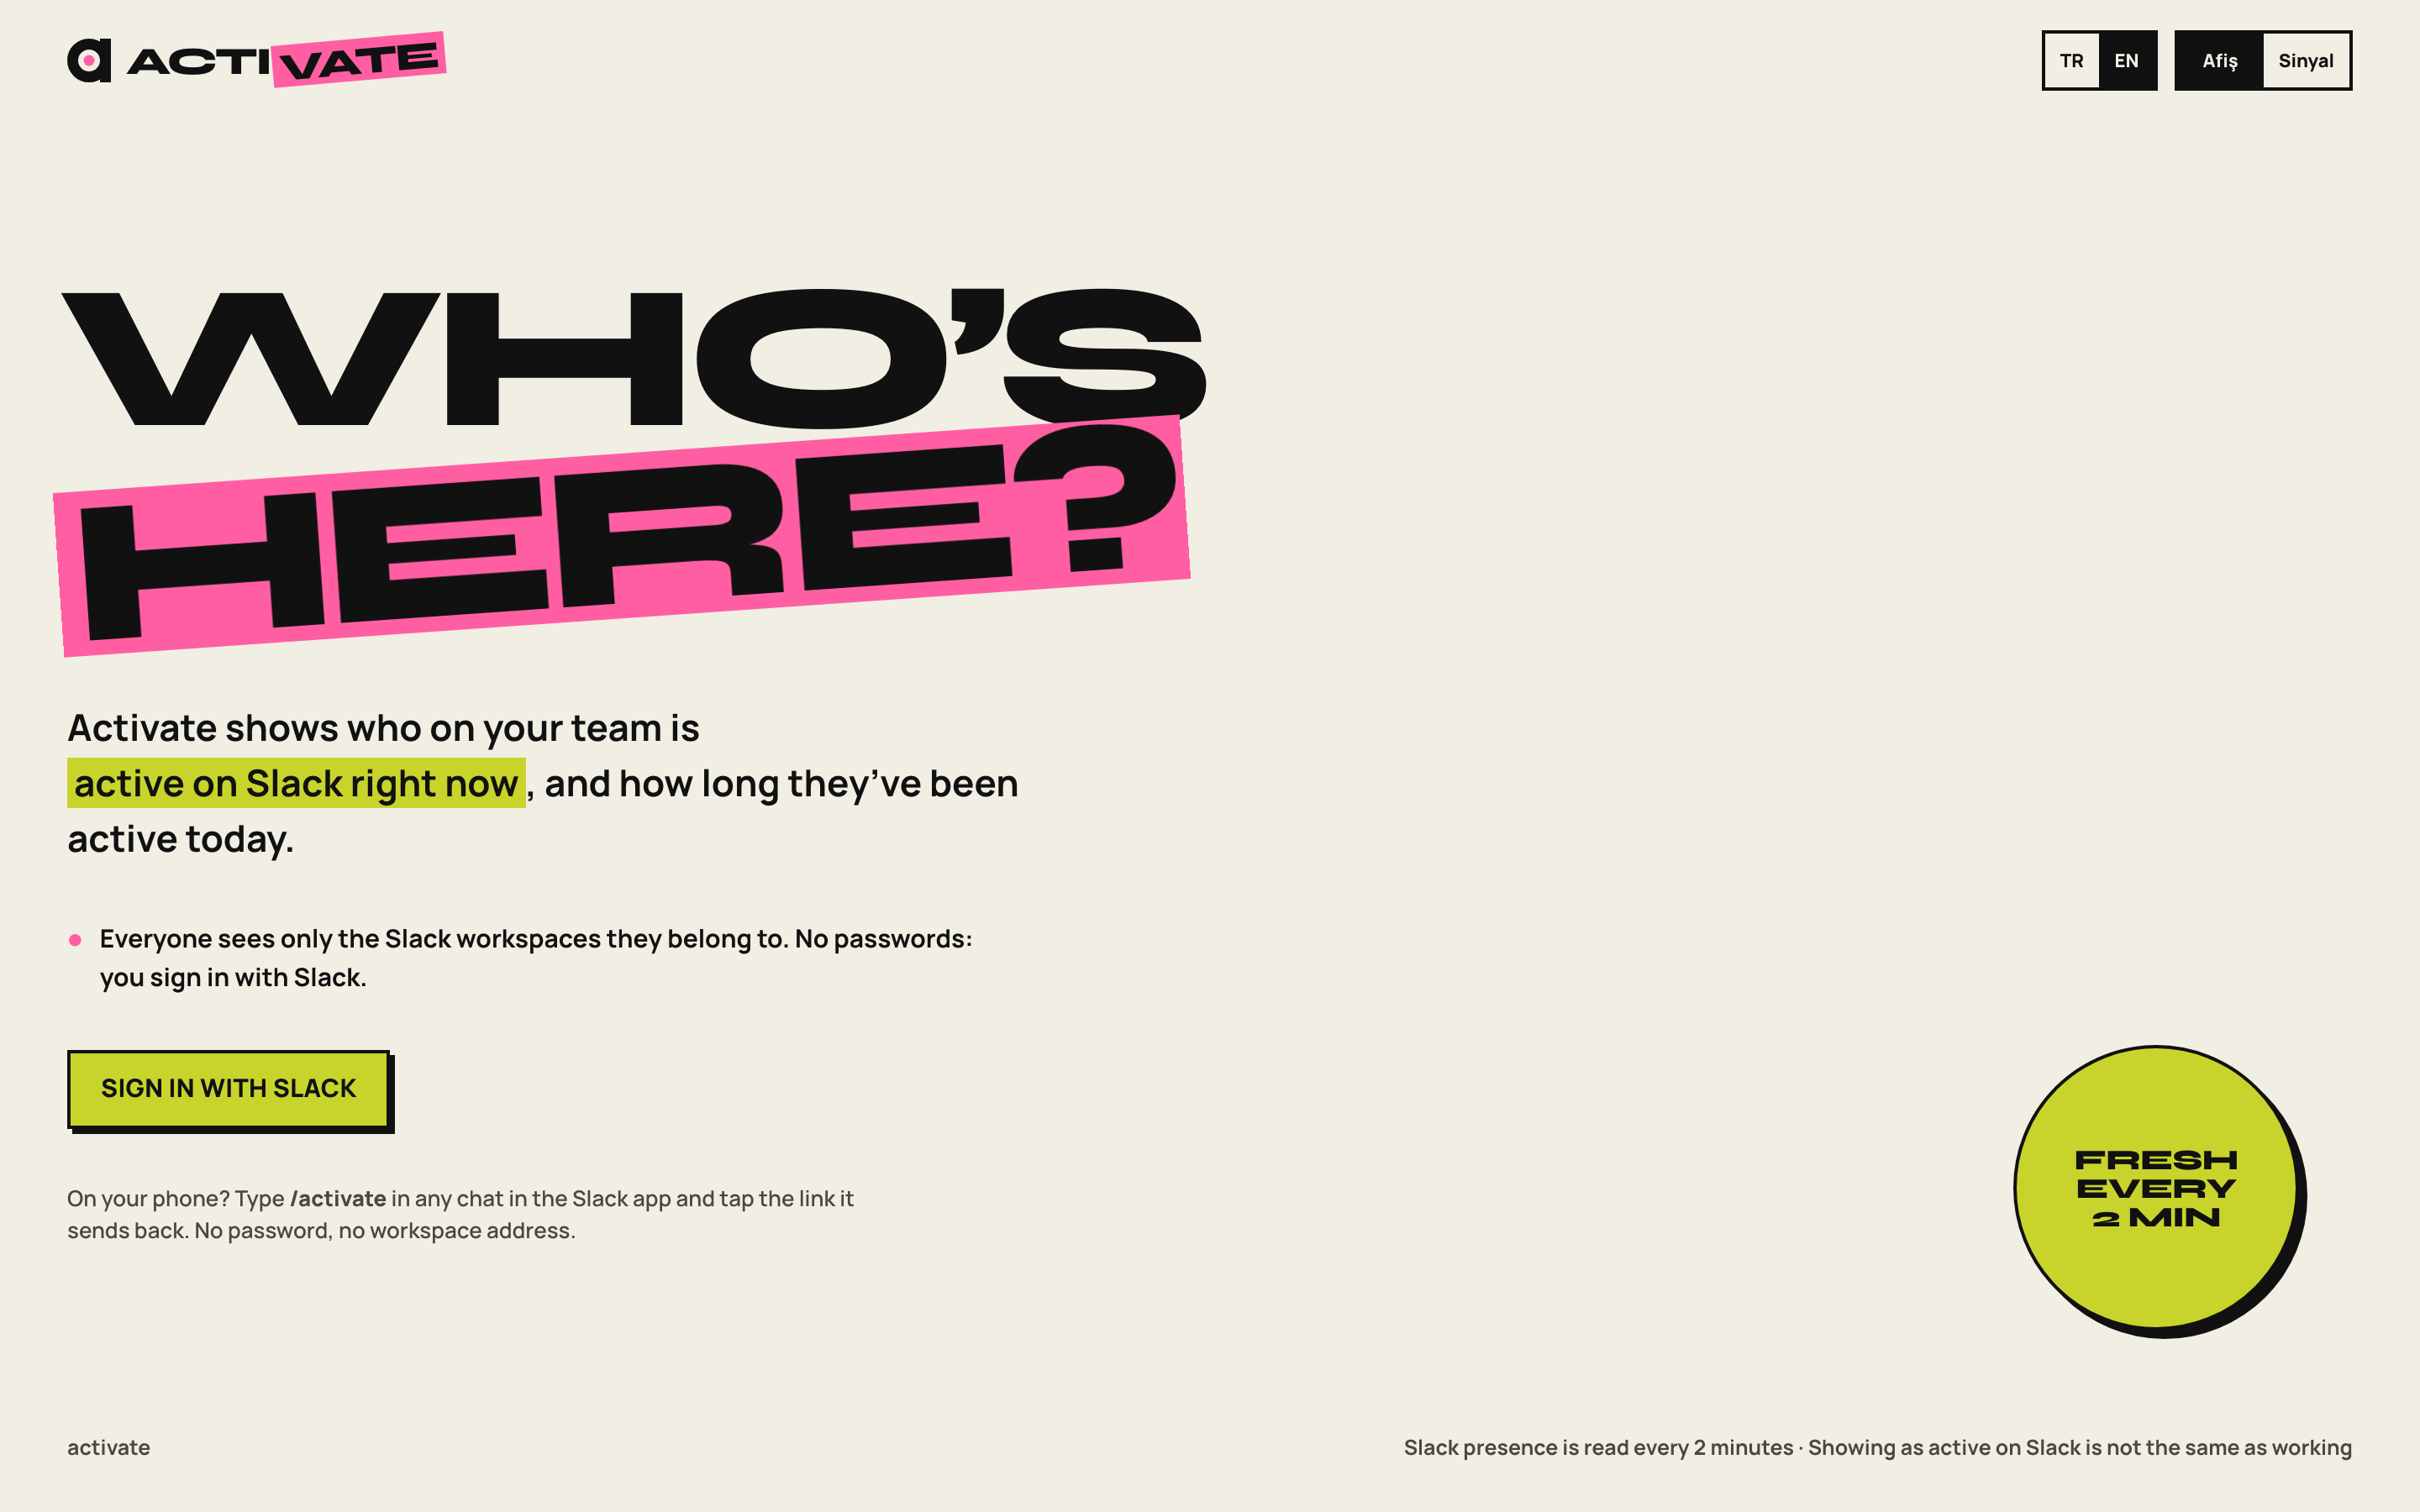 a ACTIVATE
TR EN Afiş Sinyal
WHO’S
HERE?
Activate shows who on your team is
active on Slack right now, and how long they’ve been
active today.
Everyone sees only the Slack workspaces they belong to. No passwords:
you sign in with Slack.
SIGN IN WITH SLACK
On your phone? Type /activate in any chat in the Slack app and tap the link it
sends back. No password, no workspace address.
FRESH
EVERY
2 MIN
activate
Slack presence is read every 2 minutes · Showing as active on Slack is not the same as working